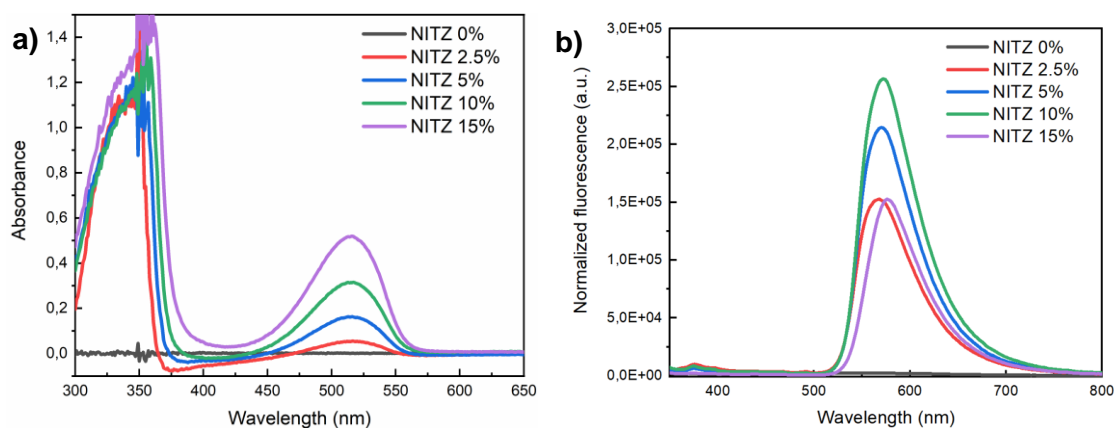 a)
NITZ 0%
NITZ 2.5%
NITZ 5%
NITZ 10%
NITZ 15%
1,4
1,2
1,0
0,8
0,6
0,4
0,2
0,0
Absorbance
300 350 400 450 500 550 600 650
Wavelength (nm)
b)
NITZ 0%
NITZ 2.5%
NITZ 5%
NITZ 10%
NITZ 15%
3,0E+05
2,5E+05
2,0E+05
1,5E+05
1,0E+05
5,0E+04
0,0E+00
Normalized fluorescence (a.u.)
400 500 600 700 800
Wavelength (nm)